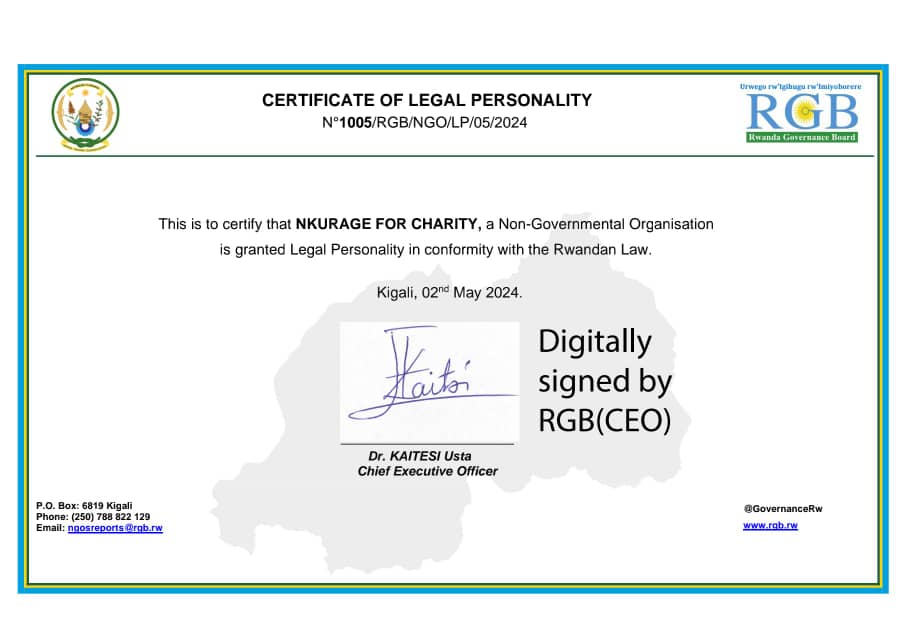 CERTIFICATE OF LEGAL PERSONALITY
N°1005/RGB/NGO/LP/05/2024
Urwego rw'Igihugu rw'Imiyoborere
RGB
Rwanda Governance Board
This is to certify that NKURAGE FOR CHARITY, a Non-Governmental Organisation
is granted Legal Personality in conformity with the Rwandan Law.
Kigali, 02nd May 2024.
Kaitesi
Digitally
signed by
RGB(CEO)
Dr. KAITESI Usta
Chief Executive Officer
P.O. Box: 6819 Kigali
Phone: (250) 788 822 129
Email: ngosreports@rgb.rw
@GovernanceRw
www.rgb.rw